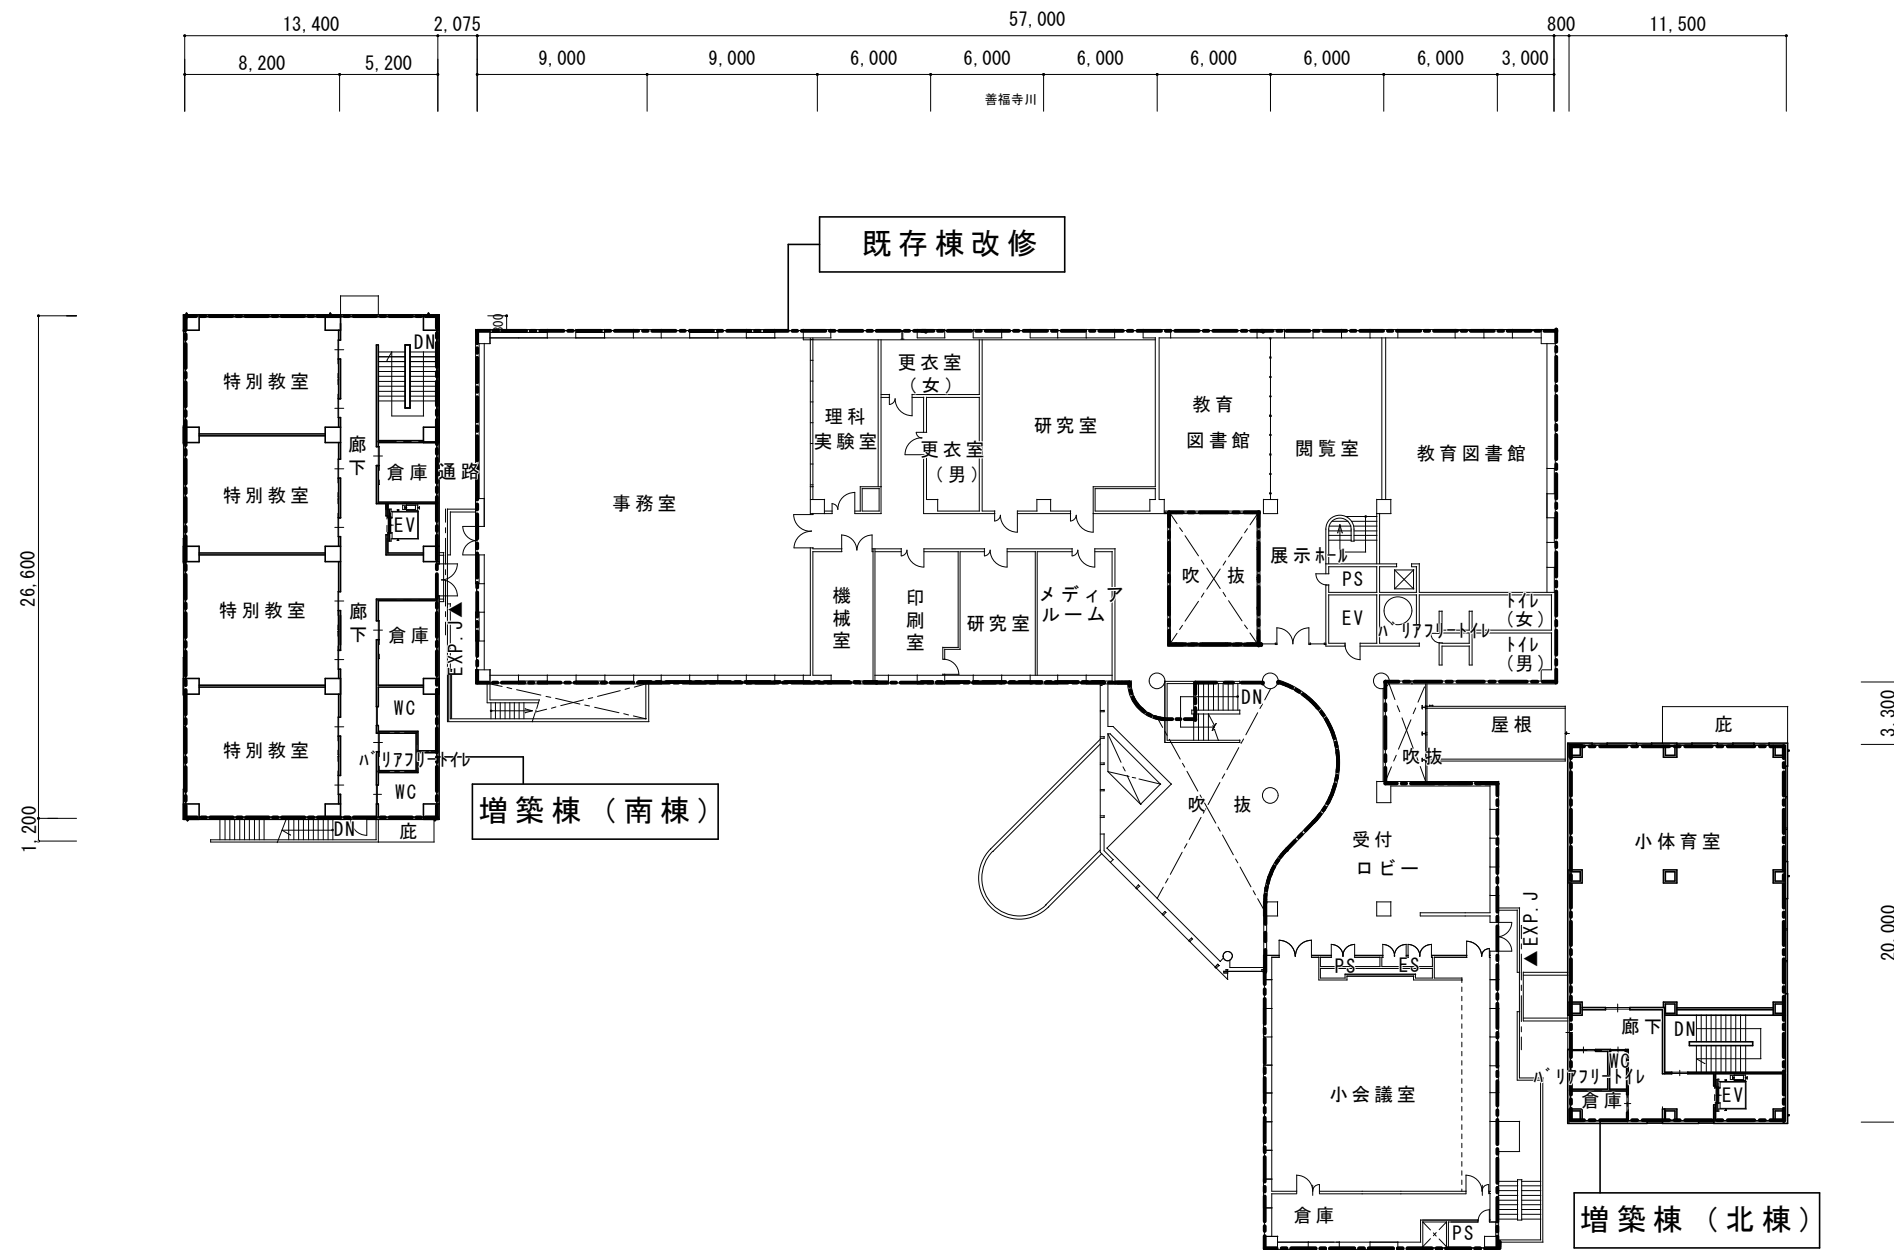 13,400
2,075
57,000
800
11,500
8,200
5,200
9,000
9,000
6,000
6,000
6,000
6,000
6,000
6,000
3,000
善福寺川
既存棟改修
800
26,600
1,200
3,300
20,000
特別教室
特別教室
特別教室
特別教室
廊下
廊下
DN
倉庫
通路
EV
倉庫
WC
バリアフリートイレ
WC
DN
庇
EXP.J▲
増築棟（南棟）
事務室
理科
実験室
更衣室
（女）
更衣室
（男）
研究室
教育
図書館
閲覧室
教育図書館
機械室
印刷室
研究室
メディア
ルーム
吹 抜
展示ホール
PS
EV
バリアフリートイレ
トイレ
（女）
トイレ
（男）
DN
吹抜
屋根
庇
吹 抜
受付
ロビー
小体育室
▲EXP.J
PS
ES
廊下
DN
WC
バリアフリートイレ
倉庫
EV
小会議室
倉庫
PS
増築棟（北棟）